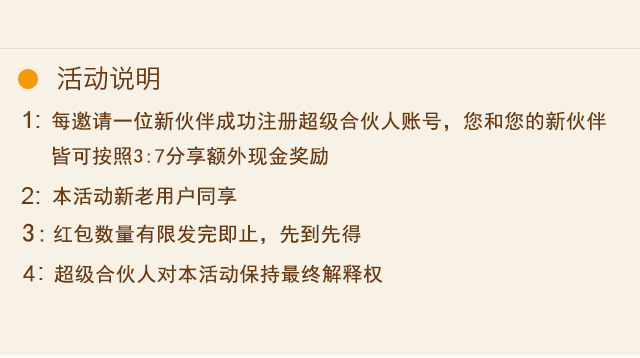 活动说明
1: 每邀请一位新伙伴成功注册超级合伙人账号，您和您的新伙伴
皆可按照3:7分享额外现金奖励
2: 本活动新老用户同享
3: 红包数量有限发完即止，先到先得
4: 超级合伙人对本活动保持最终解释权